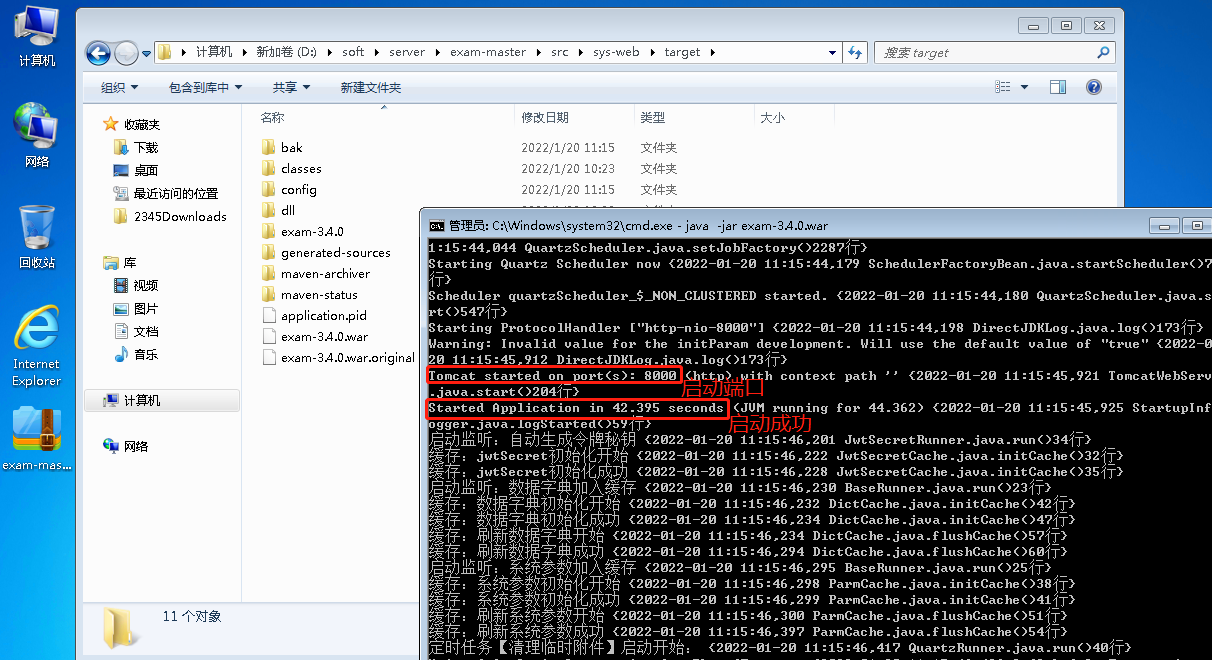 计算机
网络
回收站
Internet
Explorer
exam-mas...
计算机 新加卷 (D:) soft server exam-master src sys-web target
搜索 target
组织 包含到库中 共享 新建文件夹
收藏夹
下载
桌面
最近访问的位置
2345Downloads
库
视频
图片
文档
音乐
计算机
网络
名称 修改日期 类型 大小
bak 2022/1/20 11:15 文件夹
classes 2022/1/20 10:23 文件夹
config 2022/1/20 11:15 文件夹
dll
exam-3.4.0
generated-sources
maven-archiver
maven-status
application.pid
exam-3.4.0.war
exam-3.4.0.war.original
11 个对象
管理员: C:\Windows\system32\cmd.exe - java -jar exam-3.4.0.war
1:15:44,044 QuartzScheduler.java.setJobFactory()2287行}
Starting Quartz Scheduler now {2022-01-20 11:15:44,179 SchedulerFactoryBean.java.startScheduler()7
行}
Scheduler quartzScheduler_$_NON_CLUSTERED started. {2022-01-20 11:15:44,180 QuartzScheduler.java.s
rt()547行}
Starting ProtocolHandler ["http-nio-8000"] {2022-01-20 11:15:44,198 DirectJDKLog.java.log()173行}
Warning: Invalid value for the initParam development. Will use the default value of "true" {2022-0
20 11:15:45,912 DirectJDKLog.java.log()173行}
Tomcat started on port(s): 8000 (http) with context path '' {2022-01-20 11:15:45,921 TomcatWebServ
.java.start()204行}
启动端口
Started Application in 42.395 seconds (JVM running for 44.362) {2022-01-20 11:15:45,925 StartupInf
ogger.java.logStarted()59行}
启动成功
启动监听：自动生成令牌秘钥 {2022-01-20 11:15:46,201 JwtSecretRunner.java.run()34行}
缓存：jwtSecret初始化开始 {2022-01-20 11:15:46,222 JwtSecretCache.java.initCache()32行}
缓存：jwtSecret初始化成功 {2022-01-20 11:15:46,228 JwtSecretCache.java.initCache()35行}
启动监听：数据字典加入缓存 {2022-01-20 11:15:46,230 BaseRunner.java.run()23行}
缓存：数据字典初始化开始 {2022-01-20 11:15:46,232 DictCache.java.initCache()42行}
缓存：数据字典初始化成功 {2022-01-20 11:15:46,234 DictCache.java.initCache()47行}
缓存：刷新数据字典开始 {2022-01-20 11:15:46,234 DictCache.java.flushCache()57行}
缓存：刷新数据字典成功 {2022-01-20 11:15:46,294 DictCache.java.flushCache()60行}
启动监听：系统参数加入缓存 {2022-01-20 11:15:46,295 BaseRunner.java.run()25行}
缓存：系统参数初始化开始 {2022-01-20 11:15:46,298 ParmCache.java.initCache()38行}
缓存：系统参数初始化成功 {2022-01-20 11:15:46,299 ParmCache.java.initCache()41行}
缓存：刷新系统参数开始 {2022-01-20 11:15:46,300 ParmCache.java.flushCache()51行}
缓存：刷新系统参数成功 {2022-01-20 11:15:46,397 ParmCache.java.flushCache()54行}
定时任务【清理临时附件】启动开始： {2022-01-20 11:15:46,417 QuartzRunner.java.run()40行}